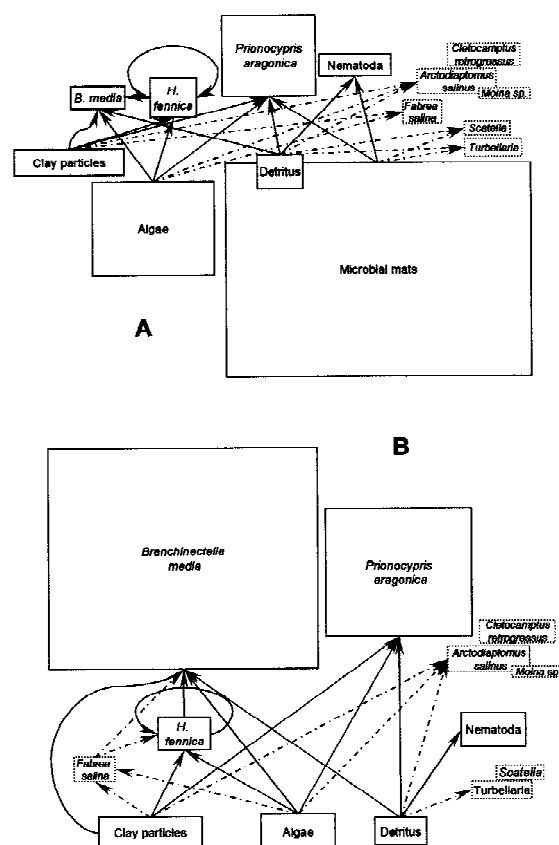 Prionocypris
aragonica
Nematoda
Cletocamptus
retrogressus
Arctodiaptomus
salinus
Moina sp.
B. media
H.
fennica
Fabrea
salina
Scatella
Turbellaria
Clay particles
Detritus
Algae
Microbial mats
A
B
Branchinectella
media
Prionocypris
aragonica
Cletocamptus
retrogressus
Arctodiaptomus
salinus
Moina sp
H.
fennica
Nematoda
Fabrea
salina
Scatella
Turbellaria
Clay particles
Algae
Detritus